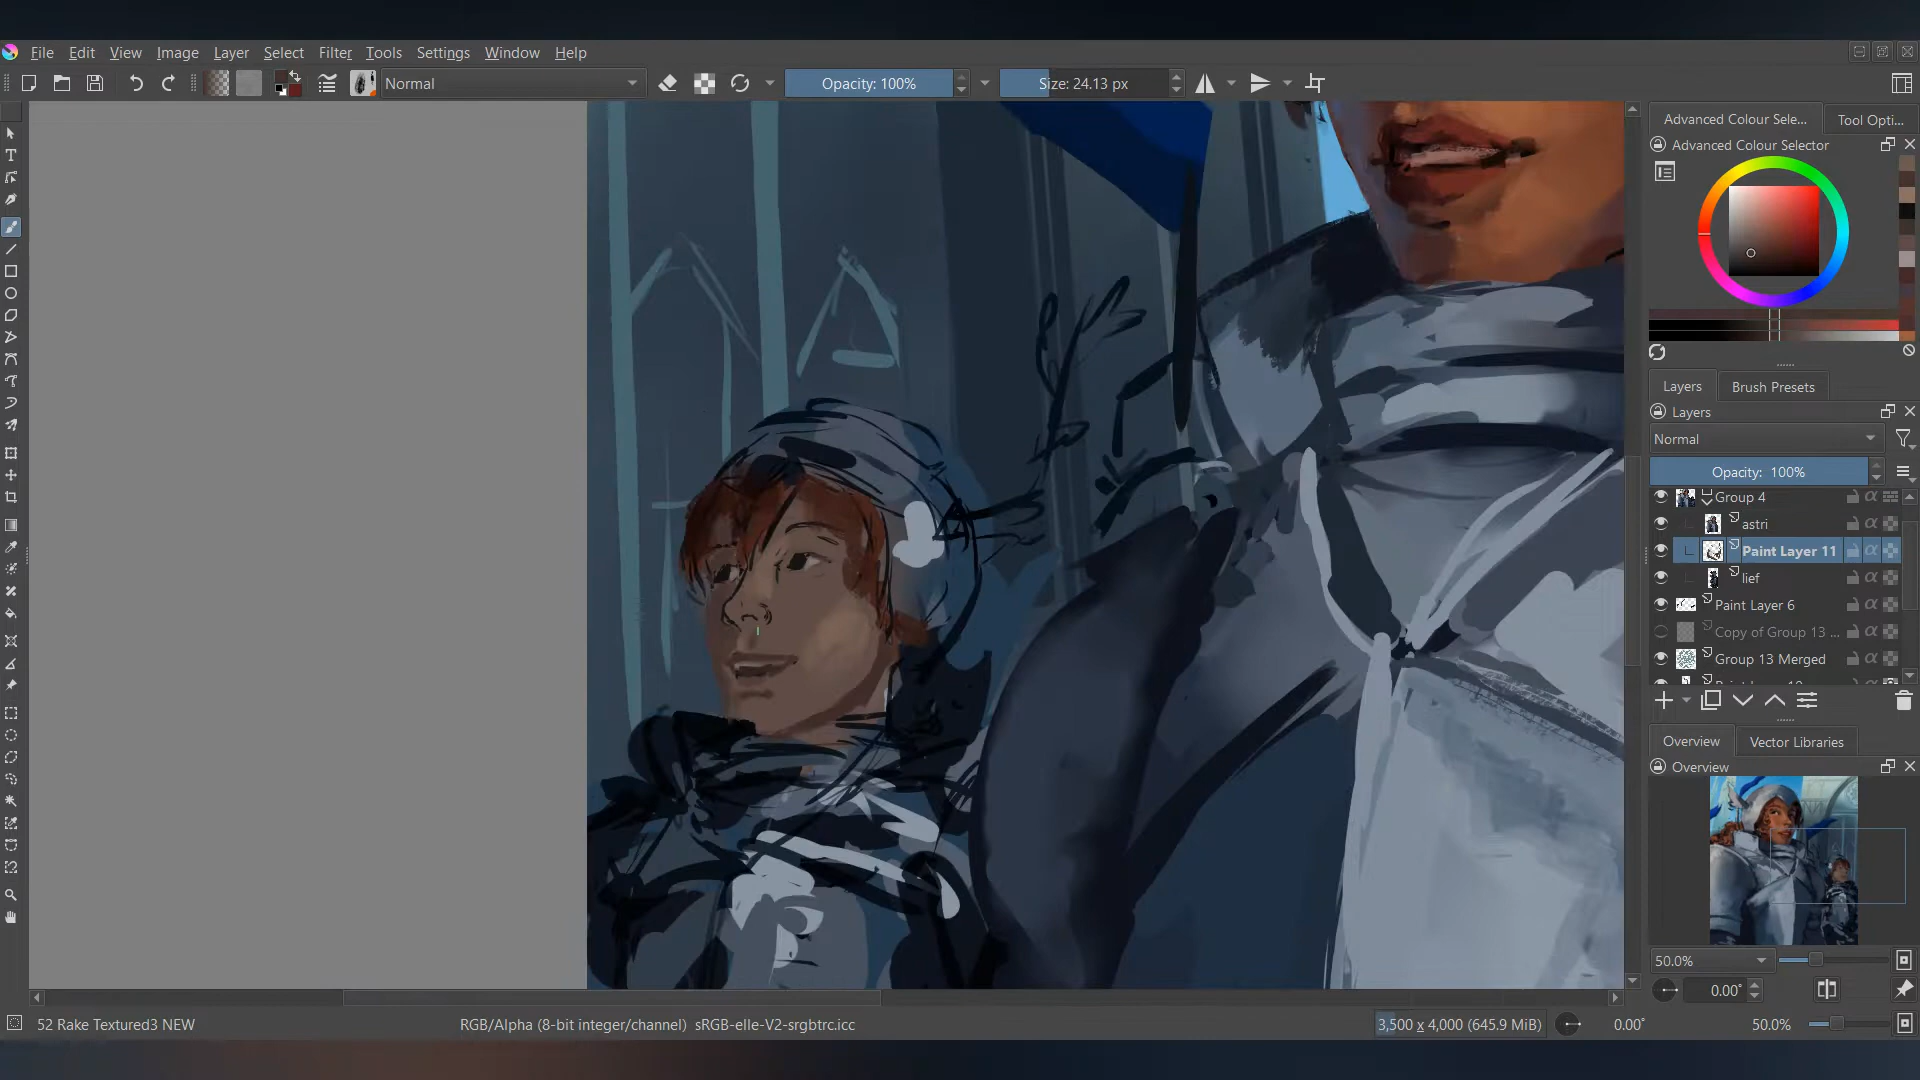 File Edit View Image Layer Select Filter Tools Settings Window Help
Normal
Opacity: 100%
Size: 24.13 px
Advanced Colour Sele...
Tool Opti...
Advanced Colour Selector
Layers
Brush Presets
Layers
Normal
Opacity: 100%
Group 4
astri
Paint Layer 11
lief
Paint Layer 6
Copy of Group 13 ...
Group 13 Merged
Overview
Vector Libraries
Overview
50.0%
0.00°
52 Rake Textured3 NEW
RGB/Alpha (8-bit integer/channel) sRGB-elle-V2-srgbtrc.icc
3,500 x 4,000 (645.9 MiB)
0.00°
50.0%